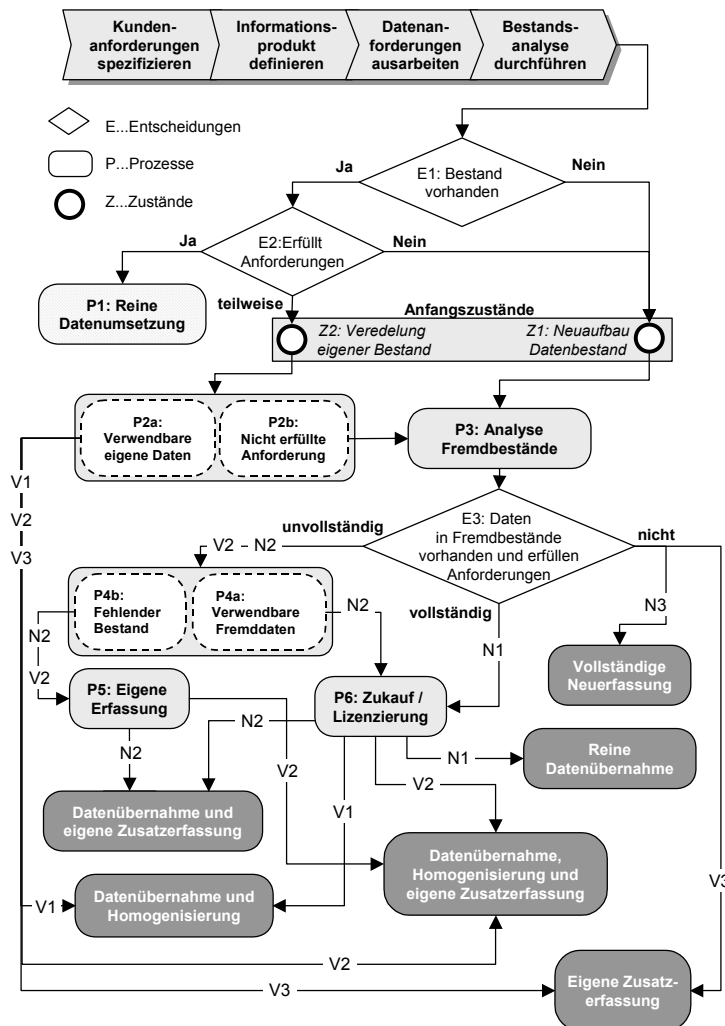 Kunden-
anforderungen
spezifizieren
Informations-
produkt
definieren
Datenan-
forderungen
ausarbeiten
Bestands-
analyse
durchführen
E...Entscheidungen
P...Prozesse
Z...Zustände
E1: Bestand
vorhanden
Ja
Nein
E2:Erfüllt
Anforderungen
Ja
Nein
teilweise
P1: Reine
Datenumsetzung
Anfangszustände
Z2: Veredelung
eigener Bestand
Z1: Neuaufbau
Datenbestand
P2a:
Verwendbare
eigene Daten
P2b:
Nicht erfüllte
Anforderung
P3: Analyse
Fremdbestände
V1
V2
V3
E3: Daten
in Fremdbestände
vorhanden und erfüllen
Anforderungen
unvollständig
nicht
vollständig
V2
N2
P4b:
Fehlender
Bestand
P4a:
Verwendbare
Fremddaten
N2
N3
N1
N2
V2
Vollständige
Neuerfassung
P5: Eigene
Erfassung
P6: Zukauf /
Lizenzierung
N2
N2
V2
N1
V2
V1
Reine
Datenübernahme
Datenübernahme und
eigene Zusatzerfassung
Datenübernahme,
Homogenisierung und
eigene Zusatzerfassung
Datenübernahme und
Homogenisierung
V1
V3
V2
V3
Eigene Zusatz-
erfassung